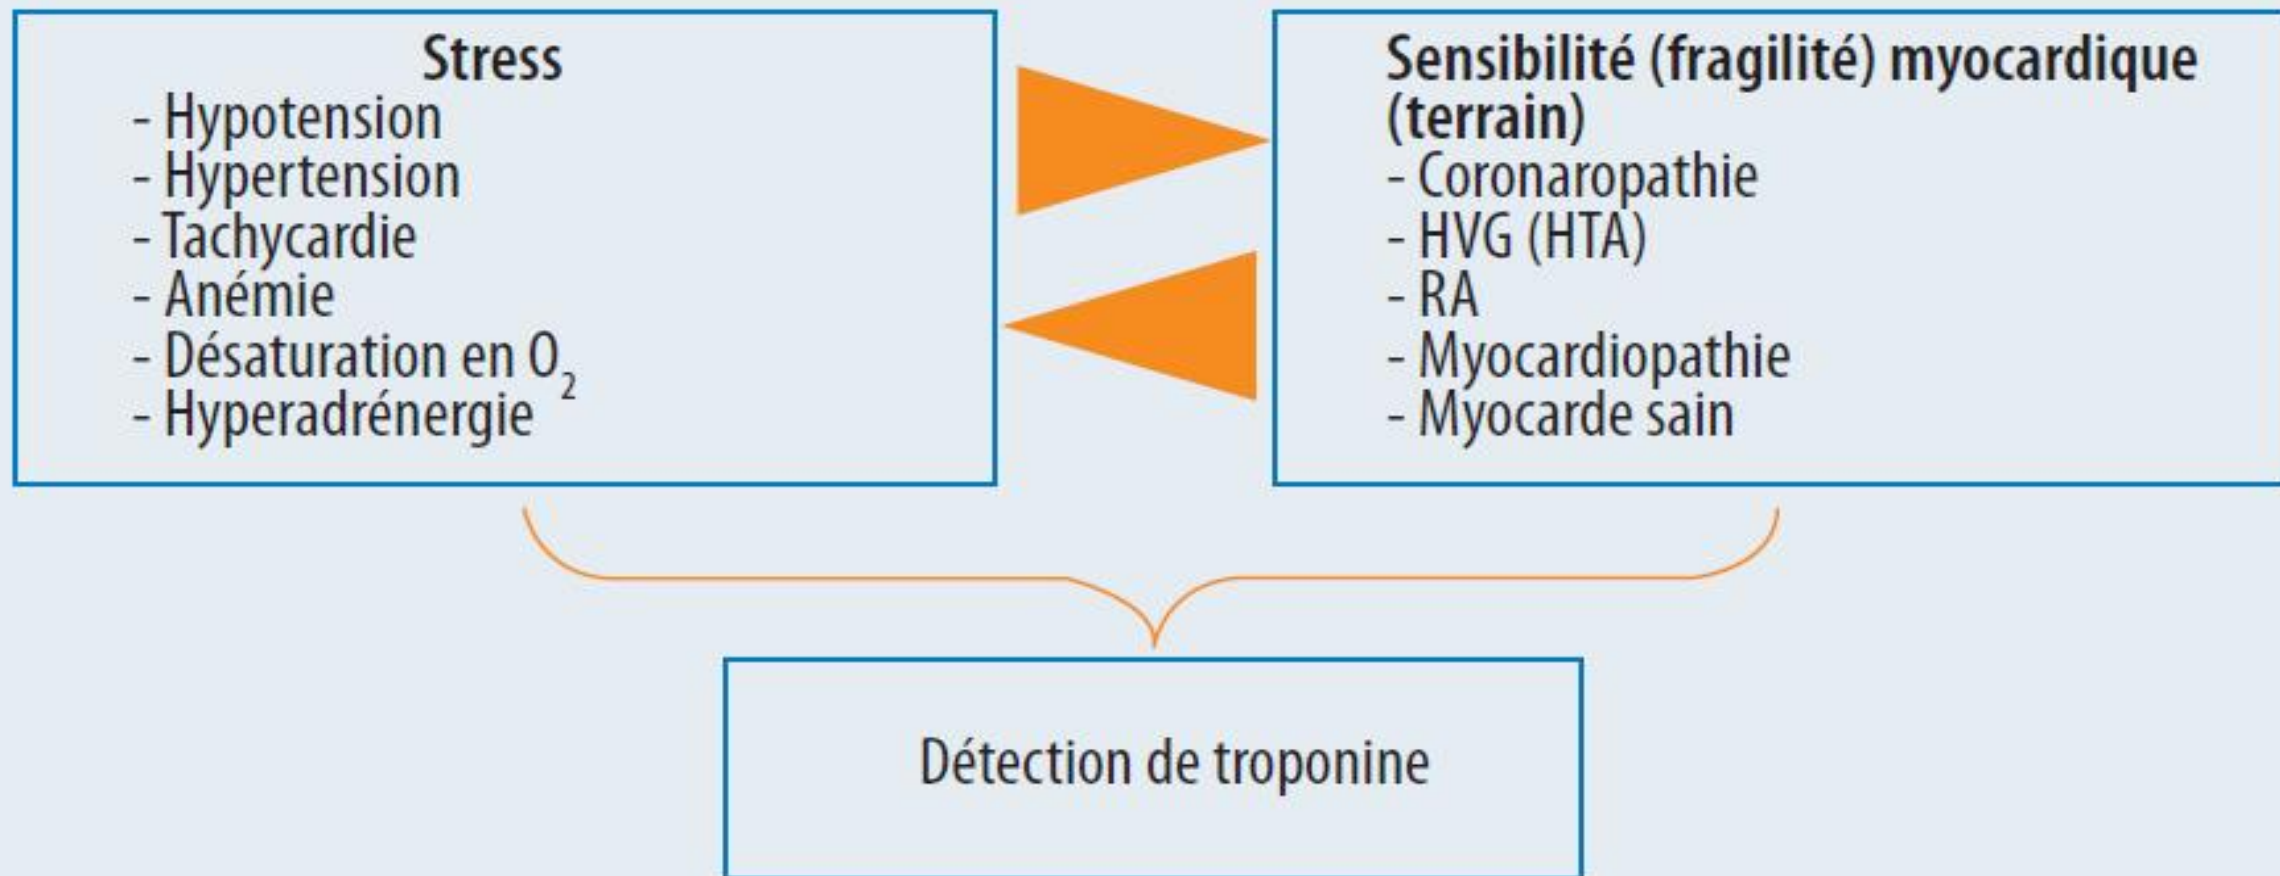 Stress
- Hypotension
- Hypertension
- Tachycardie
- Anémie
- Désaturation en O₂
- Hyperadrénergie
Sensibilité (fragilité) myocardique
(terrain)
- Coronaropathie
- HVG (HTA)
- RA
- Myocardiopathie
- Myocarde sain
Détection de troponine